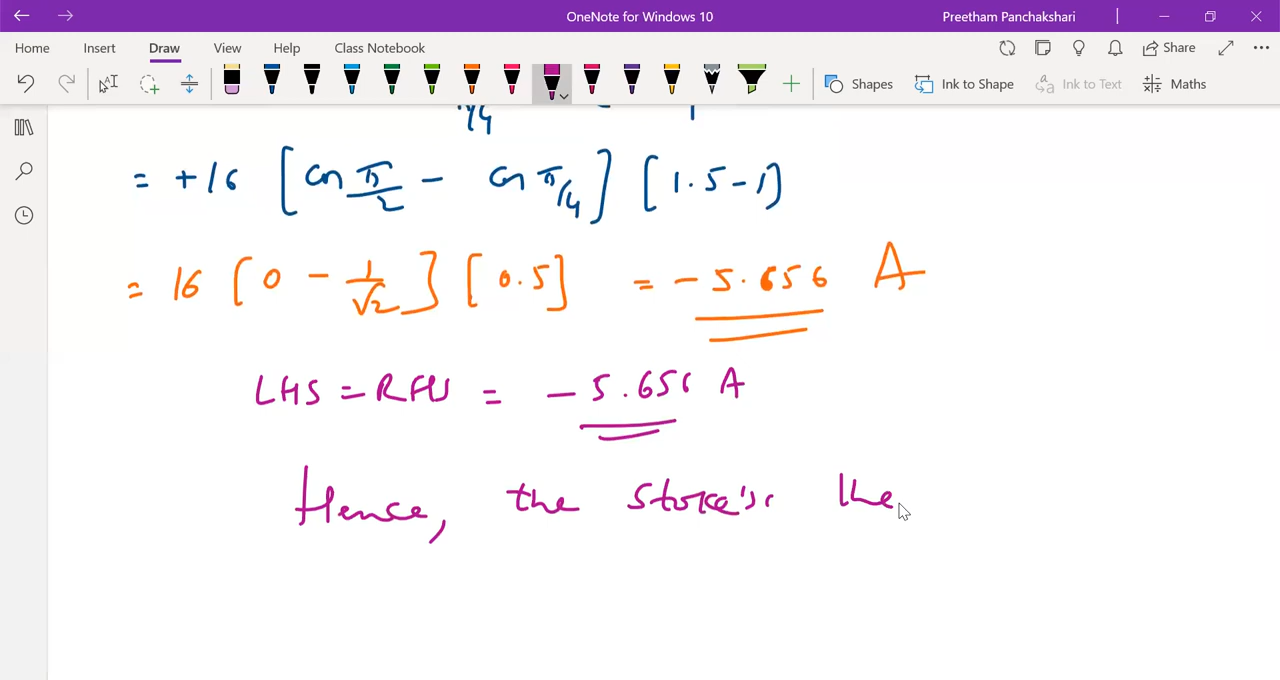 OneNote for Windows 10
Preetham Panchakshari
Home Insert Draw View Help Class Notebook
Share
Shapes Ink to Shape Ink to Text Maths
= +16 [cos π/2 - cos π/4] [1.5-1]
= 16 [0 - 1/√2] [0.5] = -5.656 A
LHS = RHS = -5.656 A
Hence, the stoke's the